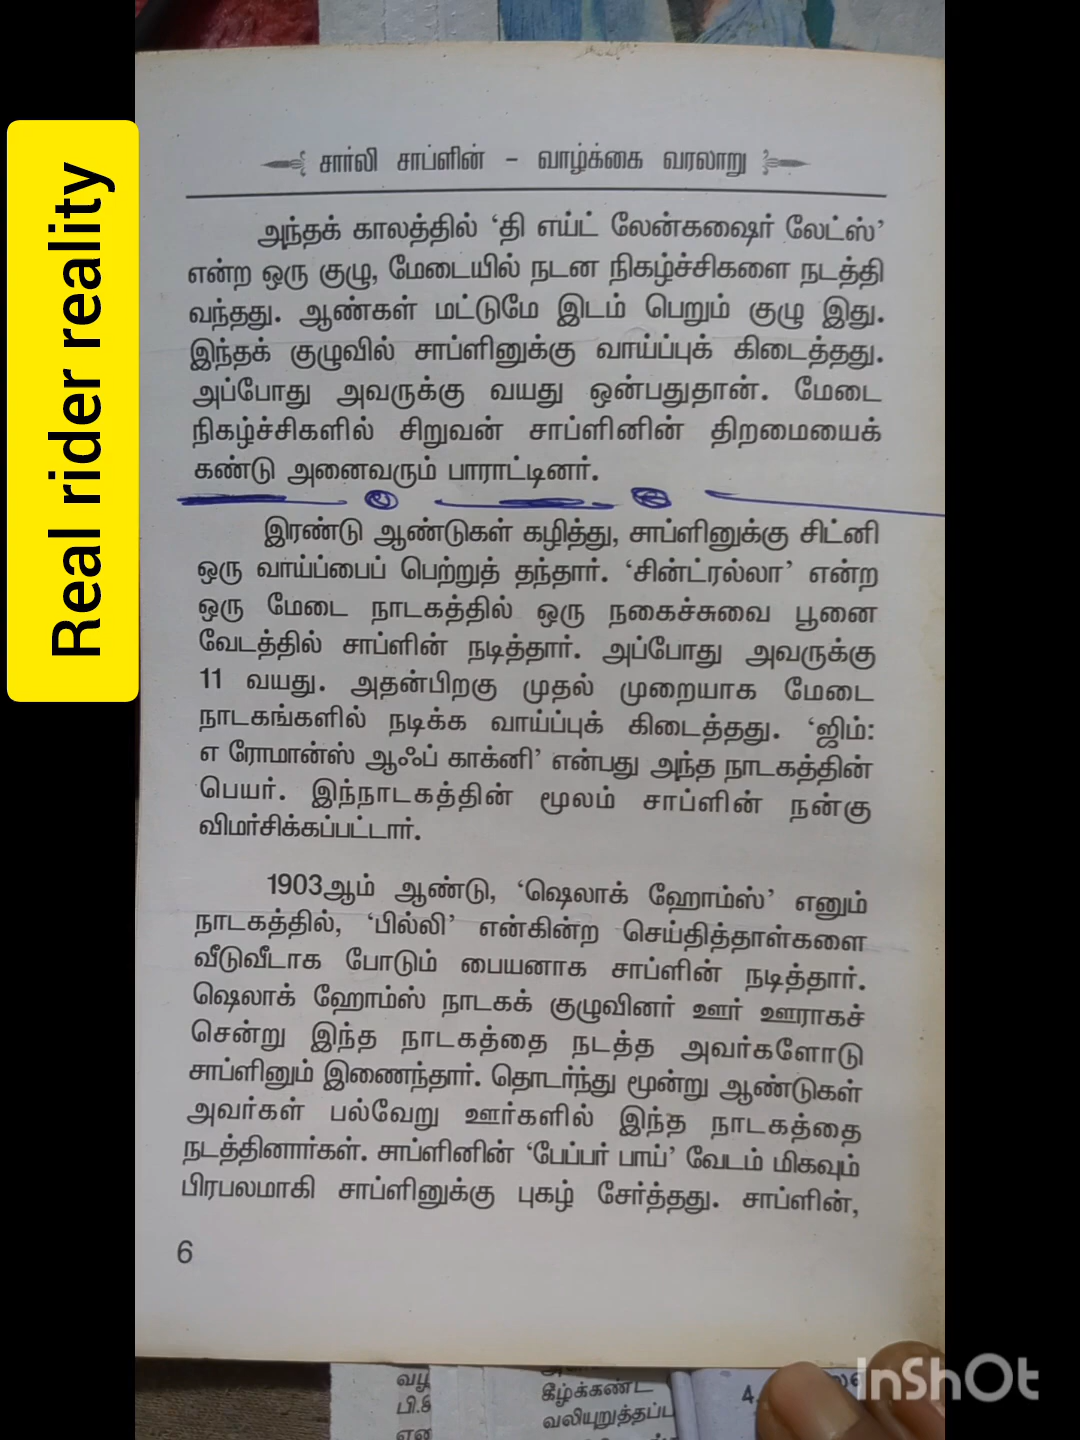 Real rider reality
சார்லி சாப்ளின் - வாழ்க்கை வரலாறு
அந்தக் காலத்தில் ‘தி எய்ட் லேன்கஷைர் லேட்ஸ்’
என்ற ஒரு குழு, மேடையில் நடன நிகழ்ச்சிகளை நடத்தி
வந்தது. ஆண்கள் மட்டுமே இடம் பெறும் குழு இது.
இந்தக் குழுவில் சாப்ளினுக்கு வாய்ப்புக் கிடைத்தது.
அப்போது அவருக்கு வயது ஒன்பதுதான். மேடை
நிகழ்ச்சிகளில் சிறுவன் சாப்ளினின் திறமையைக்
கண்டு அனைவரும் பாராட்டினர்.
இரண்டு ஆண்டுகள் கழித்து, சாப்ளினுக்கு சிட்னி
ஒரு வாய்ப்பைப் பெற்றுத் தந்தார். ‘சின்ட்ரல்லா’ என்ற
ஒரு மேடை நாடகத்தில் ஒரு நகைச்சுவை பூனை
வேடத்தில் சாப்ளின் நடித்தார். அப்போது அவருக்கு
11 வயது. அதன்பிறகு முதல் முறையாக மேடை
நாடகங்களில் நடிக்க வாய்ப்புக் கிடைத்தது. ‘ஜிம்:
எ ரோமான்ஸ் ஆஃப் காக்னி’ என்பது அந்த நாடகத்தின்
பெயர். இந்நாடகத்தின் மூலம் சாப்ளின் நன்கு
விமர்சிக்கப்பட்டார்.
1903ஆம் ஆண்டு, ‘ஷெலாக் ஹோம்ஸ்’ எனும்
நாடகத்தில், ‘பில்லி’ என்கின்ற செய்தித்தாள்களை
வீடுவீடாக போடும் பையனாக சாப்ளின் நடித்தார்.
ஷெலாக் ஹோம்ஸ் நாடகக் குழுவினர் ஊர் ஊராகச்
சென்று இந்த நாடகத்தை நடத்த அவர்களோடு
சாப்ளினும் இணைந்தார். தொடர்ந்து மூன்று ஆண்டுகள்
அவர்கள் பல்வேறு ஊர்களில் இந்த நாடகத்தை
நடத்தினார்கள். சாப்ளினின் ‘பேப்பர் பாய்’ வேடம் மிகவும்
பிரபலமாகி சாப்ளினுக்கு புகழ் சேர்த்தது. சாப்ளின்,
6
கீழ்க்கண்ட
4.
InShOt